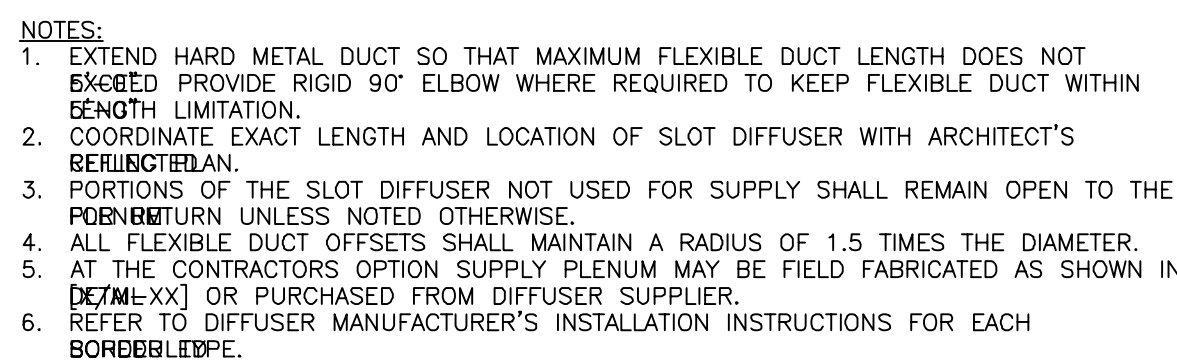 NOTES:
1. EXTEND HARD METAL DUCT SO THAT MAXIMUM FLEXIBLE DUCT LENGTH DOES NOT
PROVIDE RIGID 90° ELBOW WHERE REQUIRED TO KEEP FLEXIBLE DUCT WITHIN
LIMITATION.
2. COORDINATE EXACT LENGTH AND LOCATION OF SLOT DIFFUSER WITH ARCHITECT'S
PLAN.
3. PORTIONS OF THE SLOT DIFFUSER NOT USED FOR SUPPLY SHALL REMAIN OPEN TO THE
RETURN UNLESS NOTED OTHERWISE.
4. ALL FLEXIBLE DUCT OFFSETS SHALL MAINTAIN A RADIUS OF 1.5 TIMES THE DIAMETER.
5. AT THE CONTRACTORS OPTION SUPPLY PLENUM MAY BE FIELD FABRICATED AS SHOWN IN
OR PURCHASED FROM DIFFUSER SUPPLIER.
6. REFER TO DIFFUSER MANUFACTURER'S INSTALLATION INSTRUCTIONS FOR EACH
TYPE.